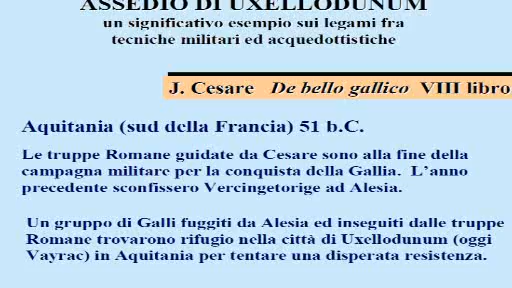 ASSEDIO DI UXELLODUNUM
un significativo esempio sui legami fra
tecniche militari ed acquedottistiche
J. Cesare De bello gallico VIII libro
Aquitania (sud della Francia) 51 b.C.
Le truppe Romane guidate da Cesare sono alla fine della
campagna militare per la conquista della Gallia. L'anno
precedente sconfissero Vercingetorige ad Alesia.
Un gruppo di Galli fuggiti da Alesia ed inseguiti dalle truppe
Romane trovarono rifugio nella città di Uxellodunum (oggi
Vayrac) in Aquitania per tentare una disperata resistenza.